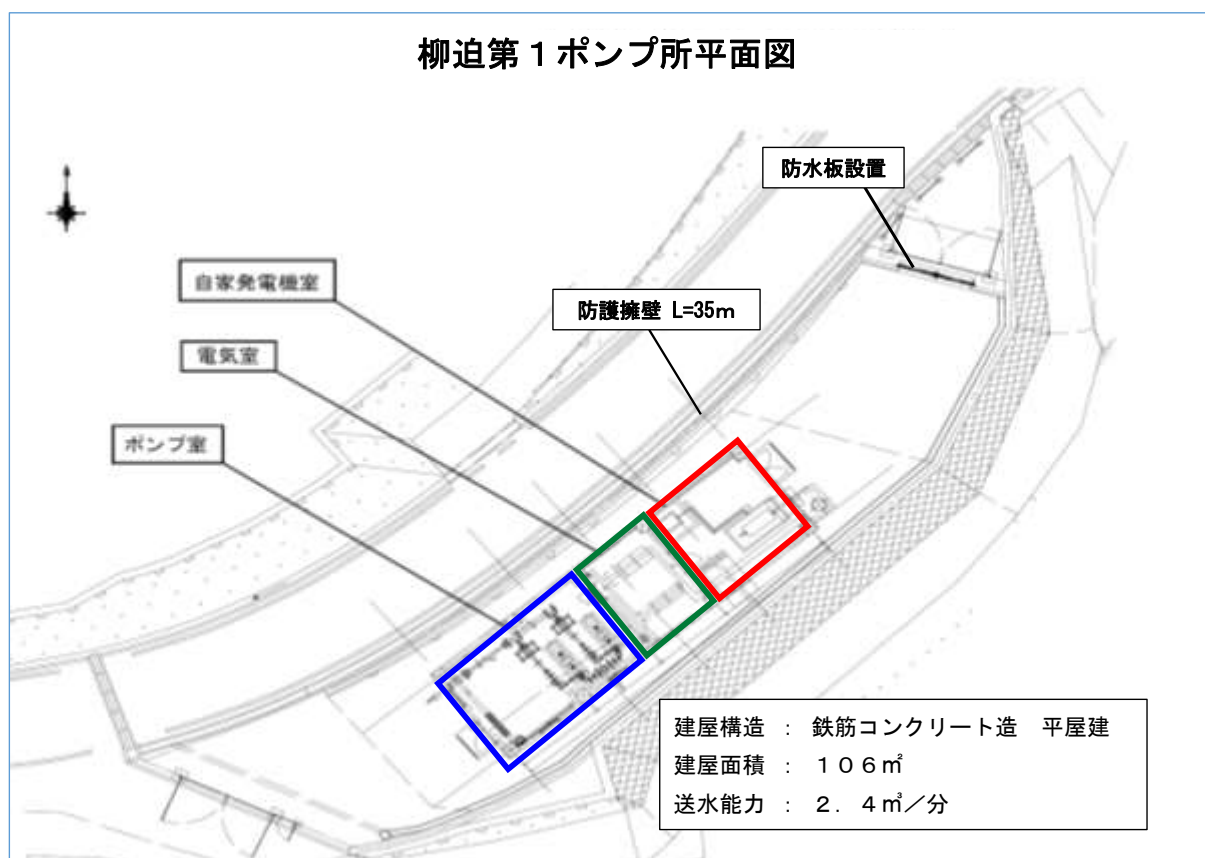 柳迫第１ポンプ所平面図
防水板設置
自家発電機室
防護擁壁 L=35ｍ
電気室
ポンプ室
建屋構造 ： 鉄筋コンクリート造　平屋建
建屋面積 ： １０６㎡
送水能力 ： ２．４㎥／分